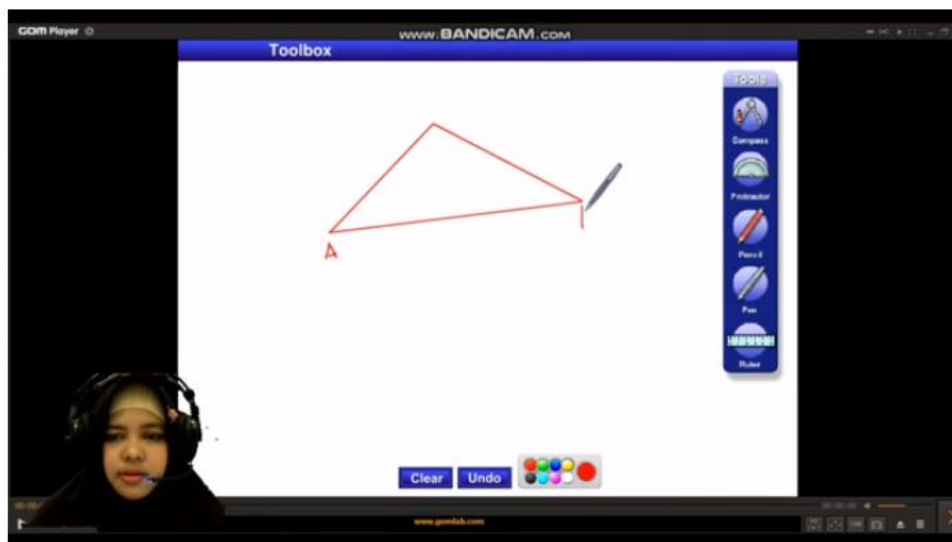 GOM Player
WWW.BANDICAM.COM
Toolbox
Tools
Compass
Protractor
Pencil
Pen
Ruler
A
Clear
Undo
www.gomlab.com